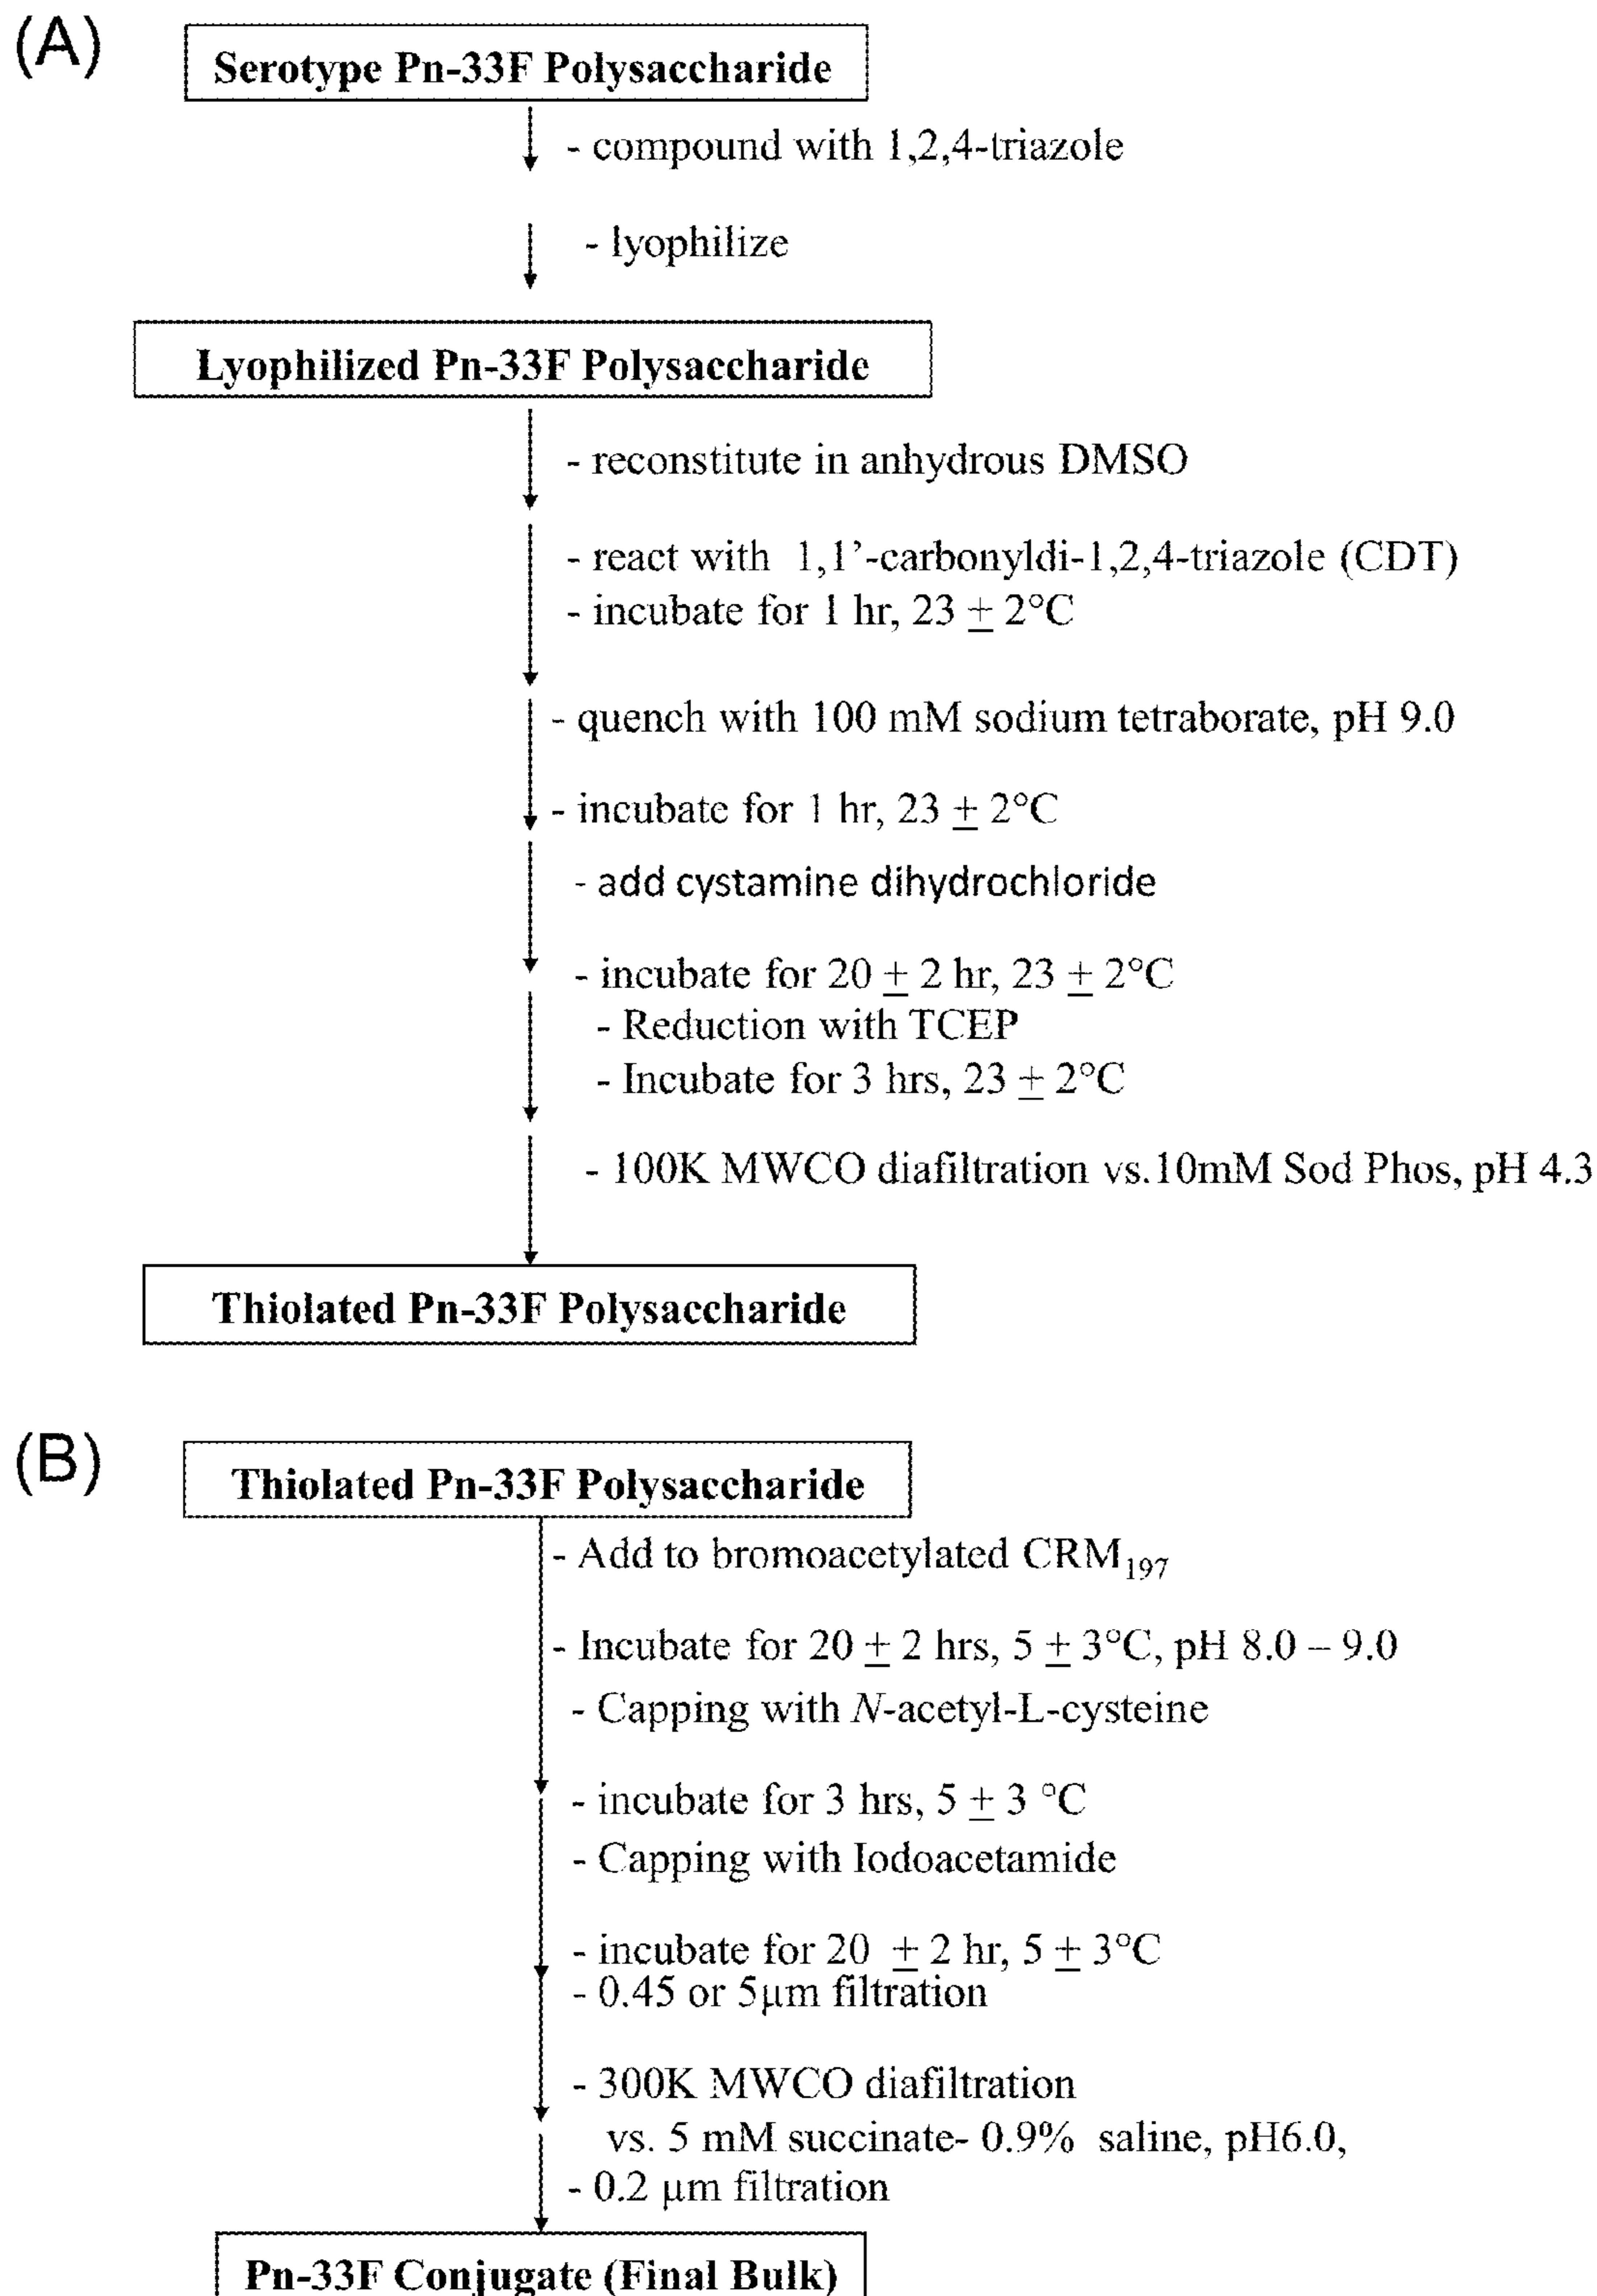 (A)
Serotype Pn-33F Polysaccharide
- compound with 1,2,4-triazole
- lyophilize
Lyophilized Pn-33F Polysaccharide
- reconstitute in anhydrous DMSO
- react with 1,1’-carbonyldi-1,2,4-triazole (CDT)
- incubate for 1 hr, 23 ± 2°C
- quench with 100 mM sodium tetraborate, pH 9.0
- incubate for 1 hr, 23 ± 2°C
- add cystamine dihydrochloride
- incubate for 20 ± 2 hr, 23 ± 2°C
- Reduction with TCEP
- Incubate for 3 hrs, 23 ± 2°C
- 100K MWCO diafiltration vs.10mM Sod Phos, pH 4.3
Thiolated Pn-33F Polysaccharide
(B)
Thiolated Pn-33F Polysaccharide
- Add to bromoacetylated CRM197
- Incubate for 20 ± 2 hrs, 5 ± 3°C, pH 8.0 – 9.0
- Capping with N-acetyl-L-cysteine
- incubate for 3 hrs, 5 ± 3 °C
- Capping with Iodoacetamide
- incubate for 20 ± 2 hr, 5 ± 3°C
- 0.45 or 5μm filtration
- 300K MWCO diafiltration
vs. 5 mM succinate- 0.9% saline, pH6.0,
- 0.2 μm filtration
Pn-33F Conjugate (Final Bulk)